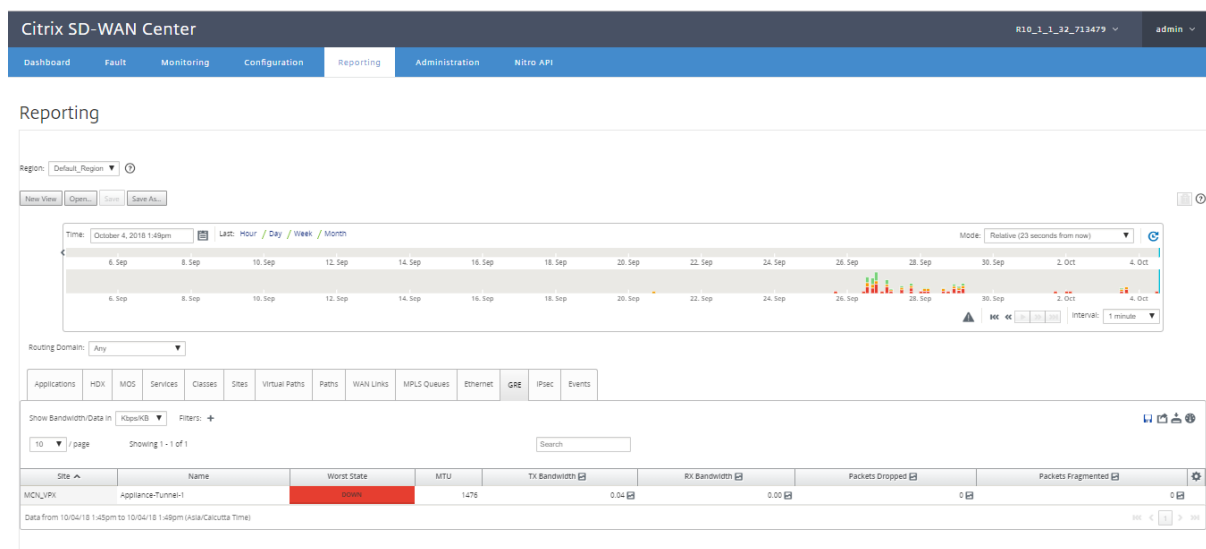 Citrix SD-WAN Center R10_1_1_32_713479 admin
Dashboard Fault Monitoring Configuration Reporting Administration Nitro API
Reporting
Region: Default_Region
New View Open... Save Save As...
Time: October 4, 2018 1:49pm Last: Hour / Day / Week / Month Mode: Relative (23 seconds from now)
6. Sep 8. Sep 10. Sep 12. Sep 14. Sep 16. Sep 18. Sep 20. Sep 22. Sep 24. Sep 26. Sep 28. Sep 30. Sep 2. Oct 4. Oct
6. Sep 8. Sep 10. Sep 12. Sep 14. Sep 16. Sep 18. Sep 20. Sep 22. Sep 24. Sep 26. Sep 28. Sep 30. Sep 2. Oct 4. Oct
Interval: 1 minute
Routing Domain: Any
Applications HDX MOS Services Classes Sites Virtual Paths Paths WAN Links MPLS Queues Ethernet GRE IPsec Events
Show Bandwidth/Data in Kbps/KB Filters: +
10 / page Showing 1 - 1 of 1 Search
Site Name Worst State MTU TX Bandwidth RX Bandwidth Packets Dropped Packets Fragmented
MCN_VPX Appliance-Tunnel-1 DOWN 1476 0.04 0.00 0 0
Data from 10/04/18 1:45pm to 10/04/18 1:49pm (Asia/Calcutta Time) 1